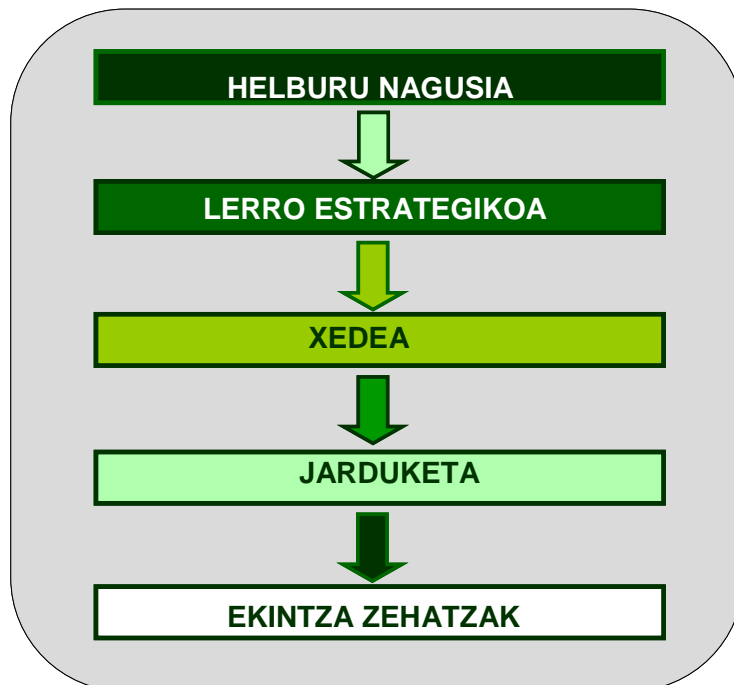 HELBURU NAGUSIA
LERRO ESTRATEGIKOA
XEDEA
JARDUKETA
EKINTZA ZEHATZAK